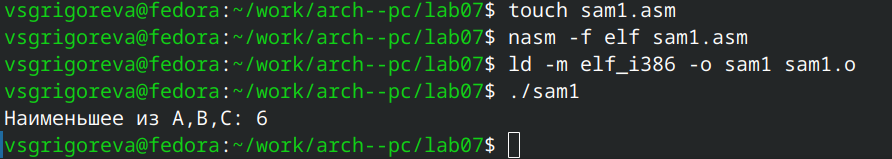 vsgrigoreva@fedora:~/work/arch--pc/lab07$ touch sam1.asm
vsgrigoreva@fedora:~/work/arch--pc/lab07$ nasm -f elf sam1.asm
vsgrigoreva@fedora:~/work/arch--pc/lab07$ ld -m elf_i386 -o sam1 sam1.o
vsgrigoreva@fedora:~/work/arch--pc/lab07$ ./sam1
Наименьшее из A,B,C: 6
vsgrigoreva@fedora:~/work/arch--pc/lab07$